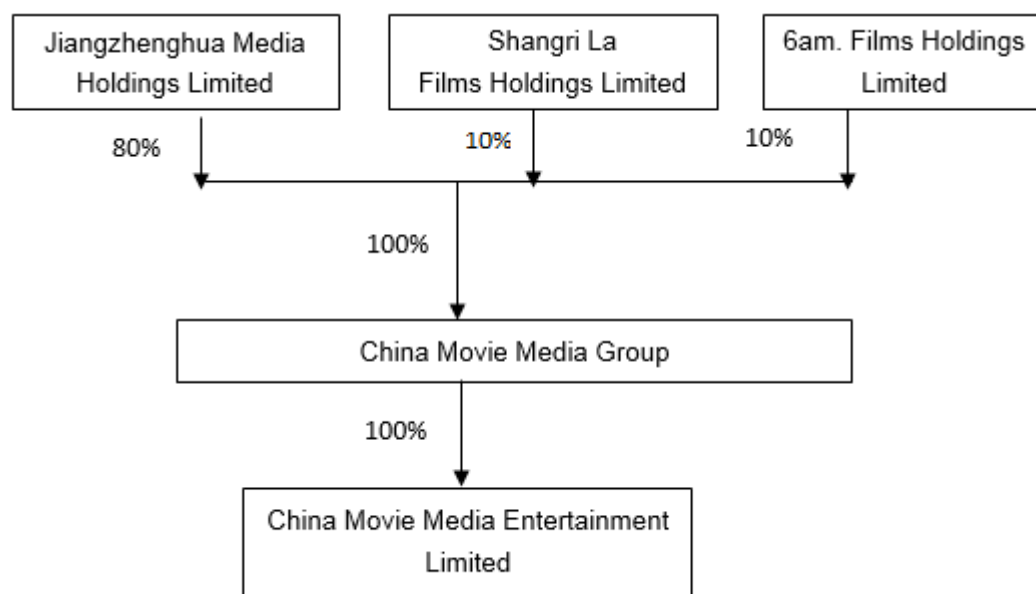 Jiangzhenghua Media
Holdings Limited
Shangri La
Films Holdings Limited
6am. Films Holdings
Limited
80%
10%
10%
100%
China Movie Media Group
100%
China Movie Media Entertainment
Limited